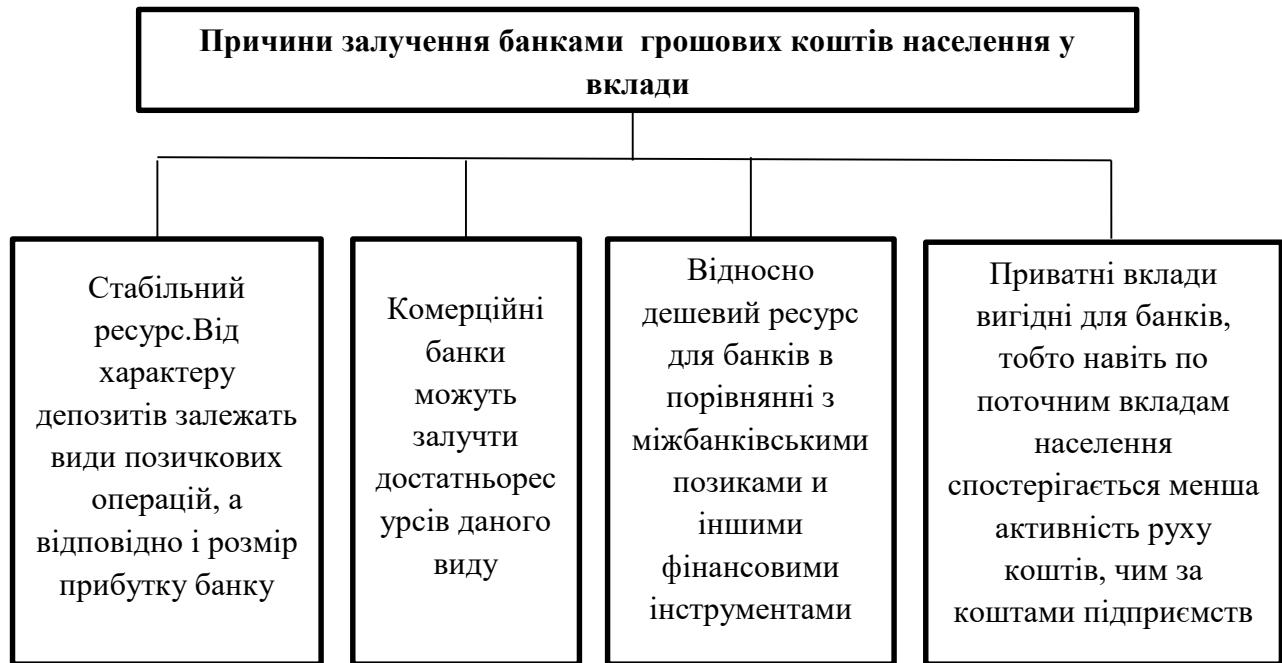 Причини залучення банками грошових коштів населення у
вклади
Стабільний
ресурс.Від
характеру
депозитів залежать
види позичкових
операцій, а
відповідно і розмір
прибутку банку
Комерційні
банки
можуть
залучти
достатньорес
урсів даного
виду
Відносно
дешевий ресурс
для банків в
порівнянні з
міжбанківськими
позиками и
іншими
фінансовими
інструментами
Приватні вклади
вигідні для банків,
тобто навіть по
поточним вкладам
населення
спостерігається менша
активність руху
коштів, чим за
коштами підприємств